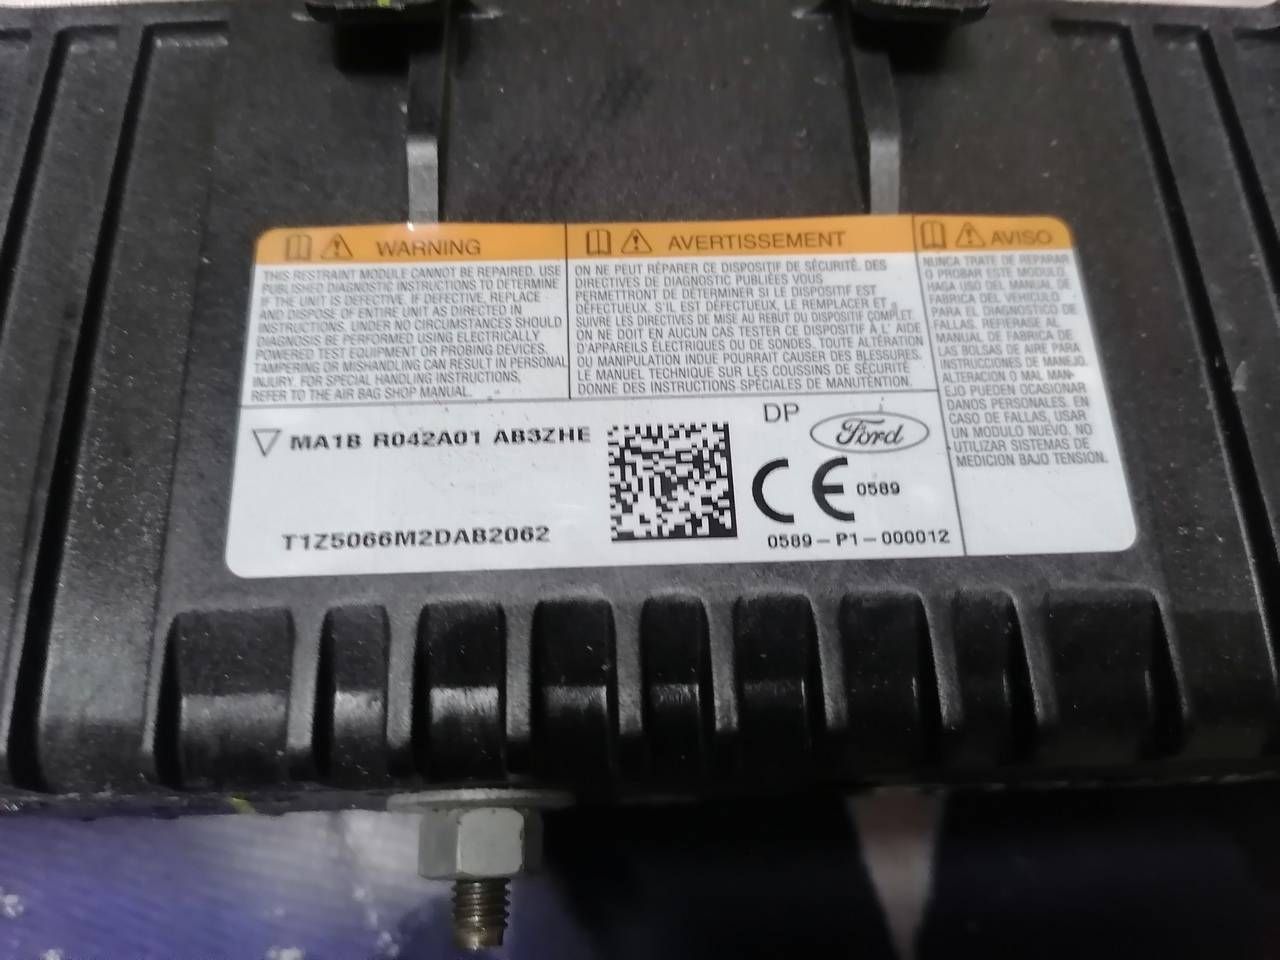 WARNING
THIS RESTRAINT MODULE CANNOT BE REPAIRED. USE
PUBLISHED DIAGNOSTIC INSTRUCTIONS TO DETERMINE
IF THE UNIT IS DEFECTIVE. IF DEFECTIVE, REPLACE
AND DISPOSE OF ENTIRE UNIT AS DIRECTED IN
INSTRUCTIONS. UNDER NO CIRCUMSTANCES SHOULD
DIAGNOSIS BE PERFORMED USING ELECTRICALLY
POWERED TEST EQUIPMENT OR PROBING DEVICES.
TAMPERING OR MISHANDLING CAN RESULT IN PERSONAL
INJURY. FOR SPECIAL HANDLING INSTRUCTIONS,
REFER TO THE AIR BAG SHOP MANUAL.
AVERTISSEMENT
ON NE PEUT RÉPARER CE DISPOSITIF DE SÉCURITÉ. DES
DIRECTIVES DE DIAGNOSTIC PUBLIÉES VOUS
PERMETTRONT DE DÉTERMINER SI LE DISPOSITIF EST
DÉFECTUEUX. S'IL EST DÉFECTUEUX, LE REMPLACER ET
SUIVRE LES DIRECTIVES DE MISE AU REBUT DU DISPOSITIF COMPLET.
ON NE DOIT EN AUCUN CAS TESTER CE DISPOSITIF À L' AIDE
D'APPAREILS ÉLECTRIQUES OU DE SONDES. TOUTE ALTÉRATION
OU MANIPULATION INDUE POURRAIT CAUSER DES BLESSURES.
LE MANUEL TECHNIQUE SUR LES COUSSINS DE SÉCURITÉ
DONNE DES INSTRUCTIONS SPÉCIALES DE MANUTENTION.
AVISO
NUNCA TRATE DE REPARAR
O PROBAR ESTE MODULO.
HAGA USO DEL MANUAL DE
FABRICA DEL VEHICULO
PARA EL DIAGNOSTICO DE
FALLAS. REFIERASE AL
MANUAL DE FABRICA DE
LAS BOLSAS DE AIRE PARA
INSTRUCCIONES DE MANEJO.
ALTERACION O MAL MAN-
EJO PUEDEN OCASIONAR
DANOS PERSONALES. EN
CASO DE FALLAS, USAR
UN MODULO NUEVO. NO
UTILIZAR SISTEMAS DE
MEDICION BAJO TENSION.
MA1B R042A01 AB3ZHE
T1Z5066M2DAB2062
DP
Ford
CE 0589
0589-P1-000012